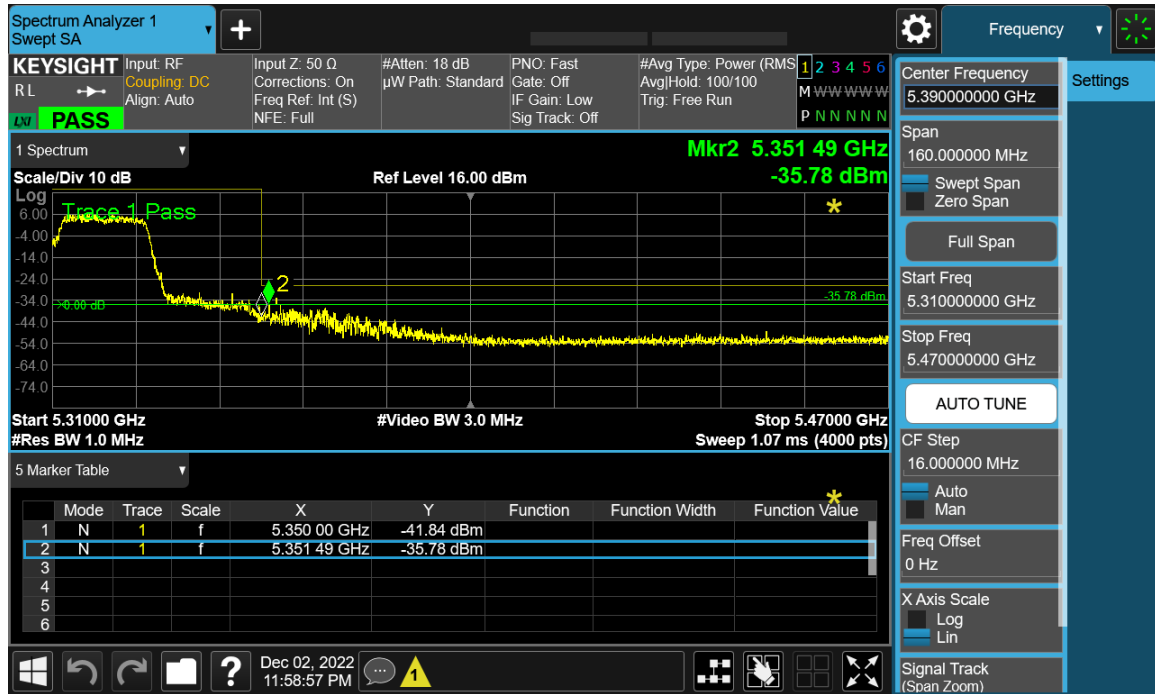 Spectrum Analyzer 1
Swept SA
Frequency
KEYSIGHT
RL
LXI
PASS
Input: RF
Coupling: DC
Align: Auto
Input Z: 50 Ω
Corrections: On
Freq Ref: Int (S)
NFE: Full
#Atten: 18 dB
µW Path: Standard
PNO: Fast
Gate: Off
IF Gain: Low
Sig Track: Off
#Avg Type: Power (RMS
Avg|Hold: 100/100
Trig: Free Run
1 2 3 4 5 6
M W W W W W
P N N N N N
1 Spectrum
Mkr2 5.351 49 GHz
Scale/Div 10 dB
Ref Level 16.00 dBm
-35.78 dBm
Log
Trace 1 Pass
6.00
-4.00
-14.0
-24.0
-34.0
-44.0
-54.0
-64.0
-74.0
2
1
0.00 dB
-35.78 dBm
Start 5.31000 GHz
#Video BW 3.0 MHz
Stop 5.47000 GHz
#Res BW 1.0 MHz
Sweep 1.07 ms (4000 pts)
5 Marker Table
Mode Trace Scale X Y Function Function Width Function Value
1 N 1 f 5.350 00 GHz -41.84 dBm
2 N 1 f 5.351 49 GHz -35.78 dBm
3
4
5
6
Dec 02, 2022
11:58:57 PM
?
1
Center Frequency
5.390000000 GHz
Settings
Span
160.000000 MHz
Swept Span
Zero Span
Full Span
Start Freq
5.310000000 GHz
Stop Freq
5.470000000 GHz
AUTO TUNE
CF Step
16.000000 MHz
Auto
Man
Freq Offset
0 Hz
X Axis Scale
Log
Lin
Signal Track
(Span Zoom)